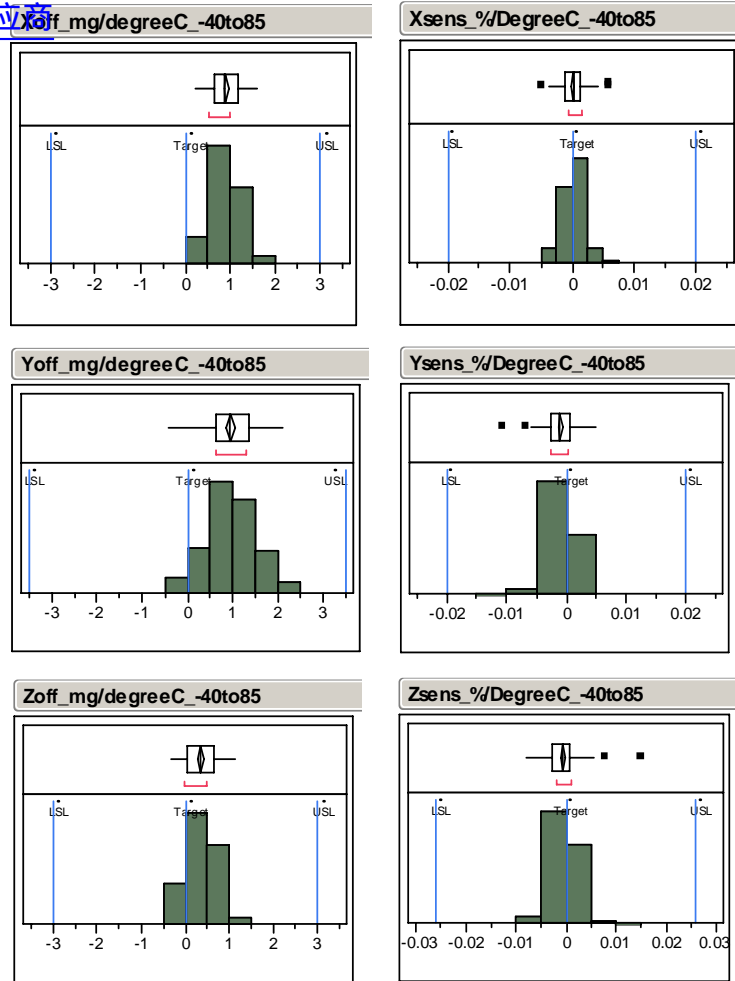 应商
Xoff_mg/degreeC_-40to85
LSL Target USL
-3 -2 -1 0 1 2 3
Xsens_%/DegreeC_-40to85
LSL Target USL
-0.02 -0.01 0 0.01 0.02
Yoff_mg/degreeC_-40to85
LSL Target USL
-3 -2 -1 0 1 2 3
Ysens_%/DegreeC_-40to85
LSL Target USL
-0.02 -0.01 0 0.01 0.02
Zoff_mg/degreeC_-40to85
LSL Target USL
-3 -2 -1 0 1 2 3
Zsens_%/DegreeC_-40to85
LSL Target USL
-0.03 -0.02 -0.01 0 0.01 0.02 0.03